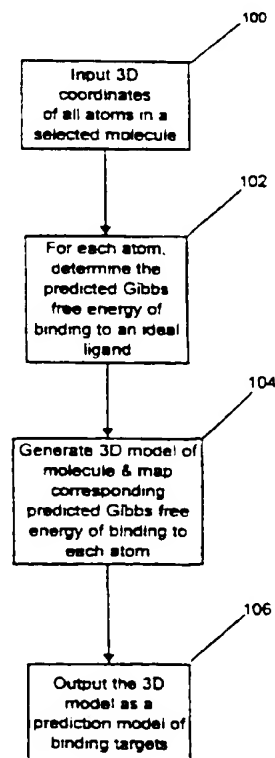 100
Input 3D
coordinates
of all atoms in a
selected molecule
102
For each atom,
determine the
predicted Gibbs
free energy of
binding to an ideal
ligand
104
Generate 3D model of
molecule & map
corresponding
predicted Gibbs free
energy of binding to
each atom
106
Output the 3D
model as a
prediction model of
binding targets